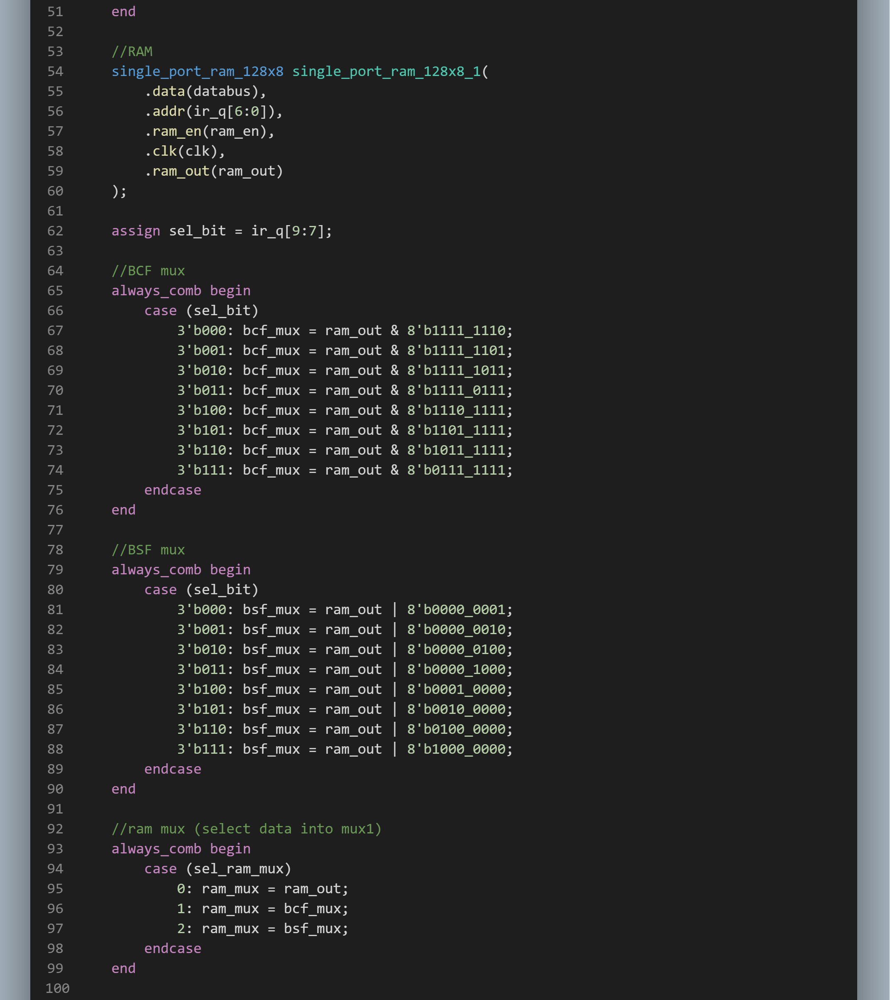 51 end
52
53 //RAM
54 single_port_ram_128x8 single_port_ram_128x8_1(
55 .data(databus),
56 .addr(ir_q[6:0]),
57 .ram_en(ram_en),
58 .clk(clk),
59 .ram_out(ram_out)
60 );
61
62 assign sel_bit = ir_q[9:7];
63
64 //BCF mux
65 always_comb begin
66 case (sel_bit)
67 3'b000: bcf_mux = ram_out & 8'b1111_1110;
68 3'b001: bcf_mux = ram_out & 8'b1111_1101;
69 3'b010: bcf_mux = ram_out & 8'b1111_1011;
70 3'b011: bcf_mux = ram_out & 8'b1111_0111;
71 3'b100: bcf_mux = ram_out & 8'b1110_1111;
72 3'b101: bcf_mux = ram_out & 8'b1101_1111;
73 3'b110: bcf_mux = ram_out & 8'b1011_1111;
74 3'b111: bcf_mux = ram_out & 8'b0111_1111;
75 endcase
76 end
77
78 //BSF mux
79 always_comb begin
80 case (sel_bit)
81 3'b000: bsf_mux = ram_out | 8'b0000_0001;
82 3'b001: bsf_mux = ram_out | 8'b0000_0010;
83 3'b010: bsf_mux = ram_out | 8'b0000_0100;
84 3'b011: bsf_mux = ram_out | 8'b0000_1000;
85 3'b100: bsf_mux = ram_out | 8'b0001_0000;
86 3'b101: bsf_mux = ram_out | 8'b0010_0000;
87 3'b110: bsf_mux = ram_out | 8'b0100_0000;
88 3'b111: bsf_mux = ram_out | 8'b1000_0000;
89 endcase
90 end
91
92 //ram mux (select data into mux1)
93 always_comb begin
94 case (sel_ram_mux)
95 0: ram_mux = ram_out;
96 1: ram_mux = bcf_mux;
97 2: ram_mux = bsf_mux;
98 endcase
99 end
100